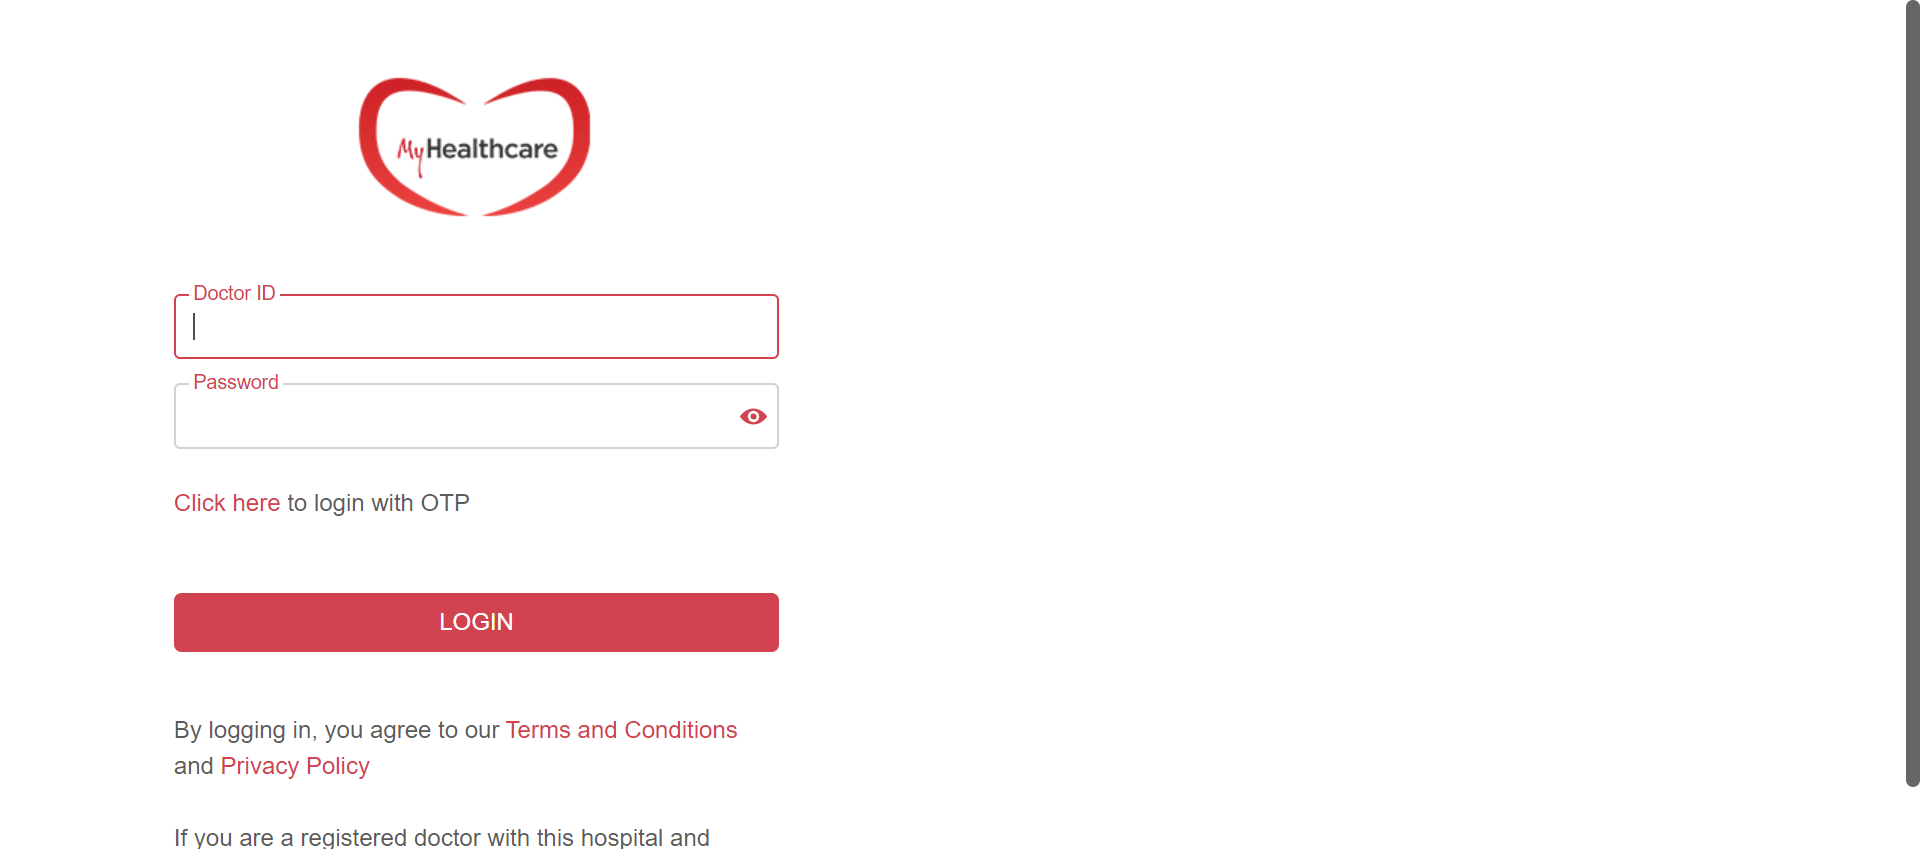 MyHealthcare
Doctor ID
Password
Click here to login with OTP
LOGIN
By logging in, you agree to our Terms and Conditions
and Privacy Policy
If you are a registered doctor with this hospital and